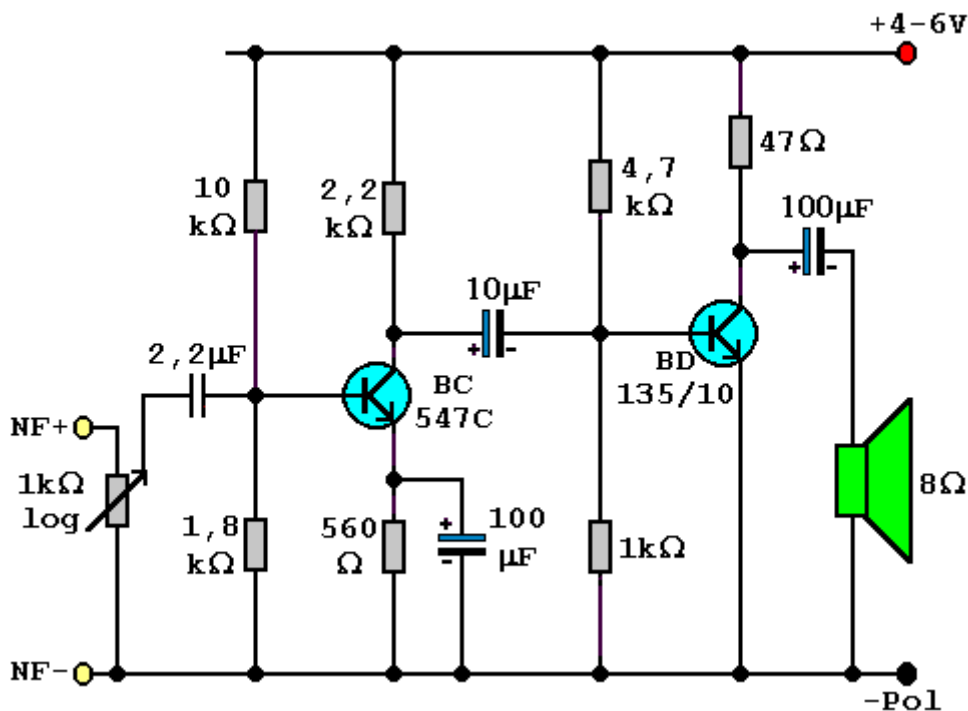 +4-6V
47Ω
10
kΩ
2,2
kΩ
4,7
kΩ
100µF
10µF
2,2µF
BC
547C
BD
135/10
NF+
1kΩ
log
1,8
kΩ
560
Ω
+
-
100
µF
1kΩ
8Ω
+
-
+
-
NF-
-Pol